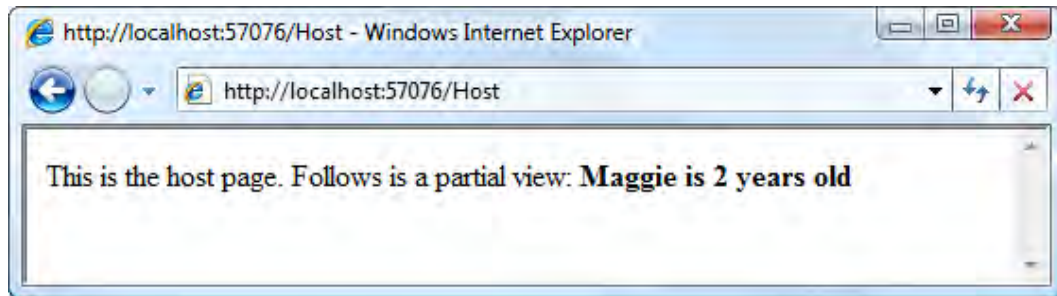 http://localhost:57076/Host - Windows Internet Explorer
http://localhost:57076/Host
This is the host page. Follows is a partial view: Maggie is 2 years old